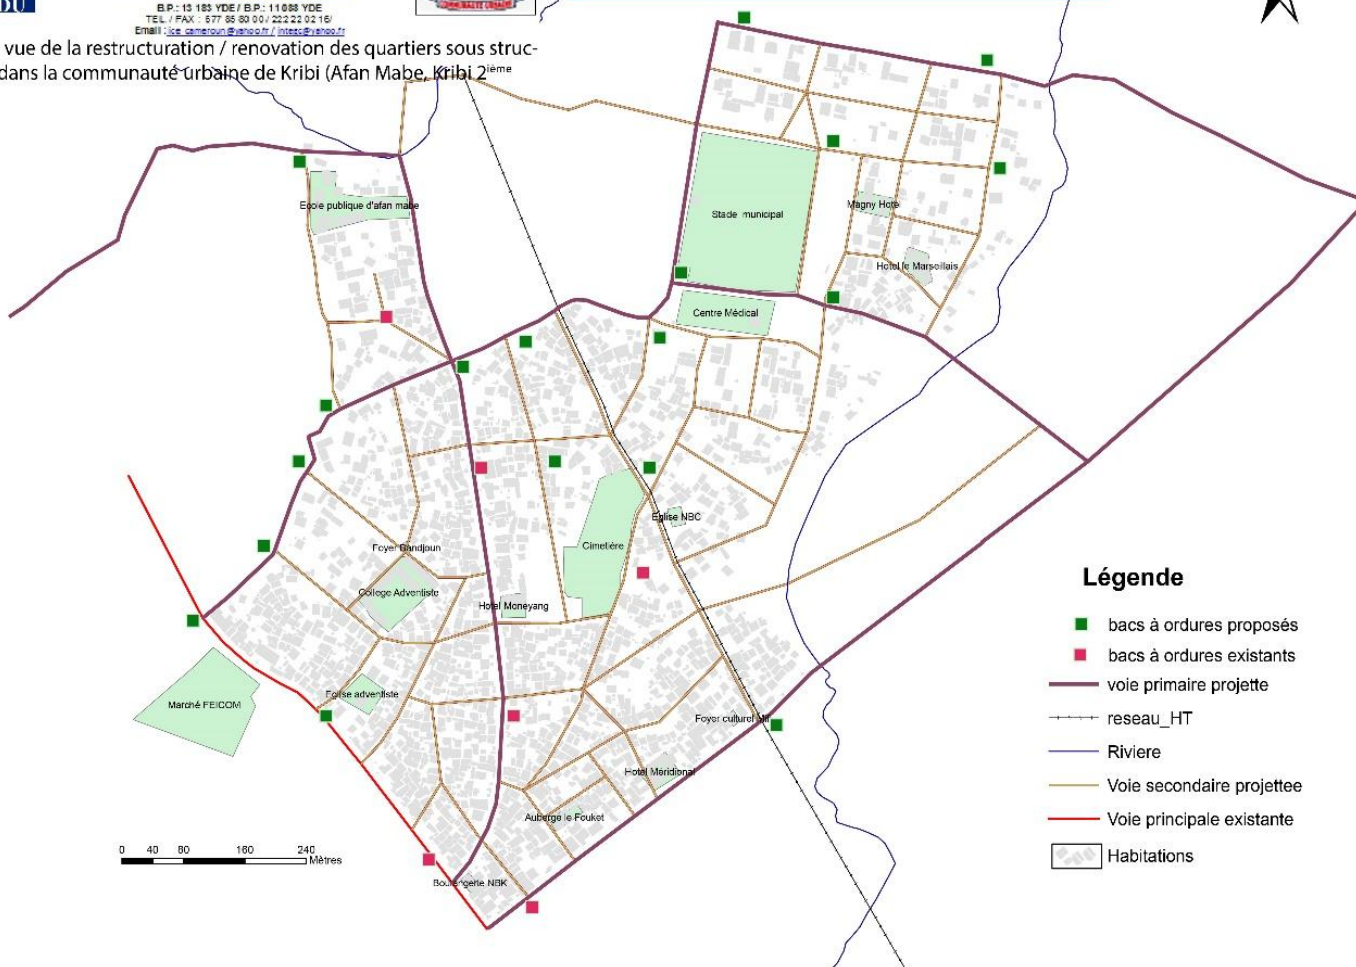 DU
B.P.: 13 183 YDE / B.P.: 11 088 YDE
TEL. / FAX : 677 85 80 00 / 222 22 02 16/
Email : ice_cameroun@yahoo.fr / integc@yahoo.fr
COMMUNAUTÉ URBAINE
vue de la restructuration / renovation des quartiers sous struc-
dans la communauté urbaine de Kribi (Afan Mabe, Kribi 2ième
Ecole publique d'afan mabe
Stade municipal
Magny Hotel
Hotel le Marseillais
Centre Médical
Eglise NBC
Cimetière
Foyer Bandjoun
College Adventiste
Hotel Moneyang
Eglise adventiste
Marché FEICOM
Foyer culturel
Hotel Méridional
Auberge le Fouket
Boulangerie NBK
0 40 80 160 240
Mètres
Légende
bacs à ordures proposés
bacs à ordures existants
voie primaire projette
reseau_HT
Riviere
Voie secondaire projettee
Voie principale existante
Habitations